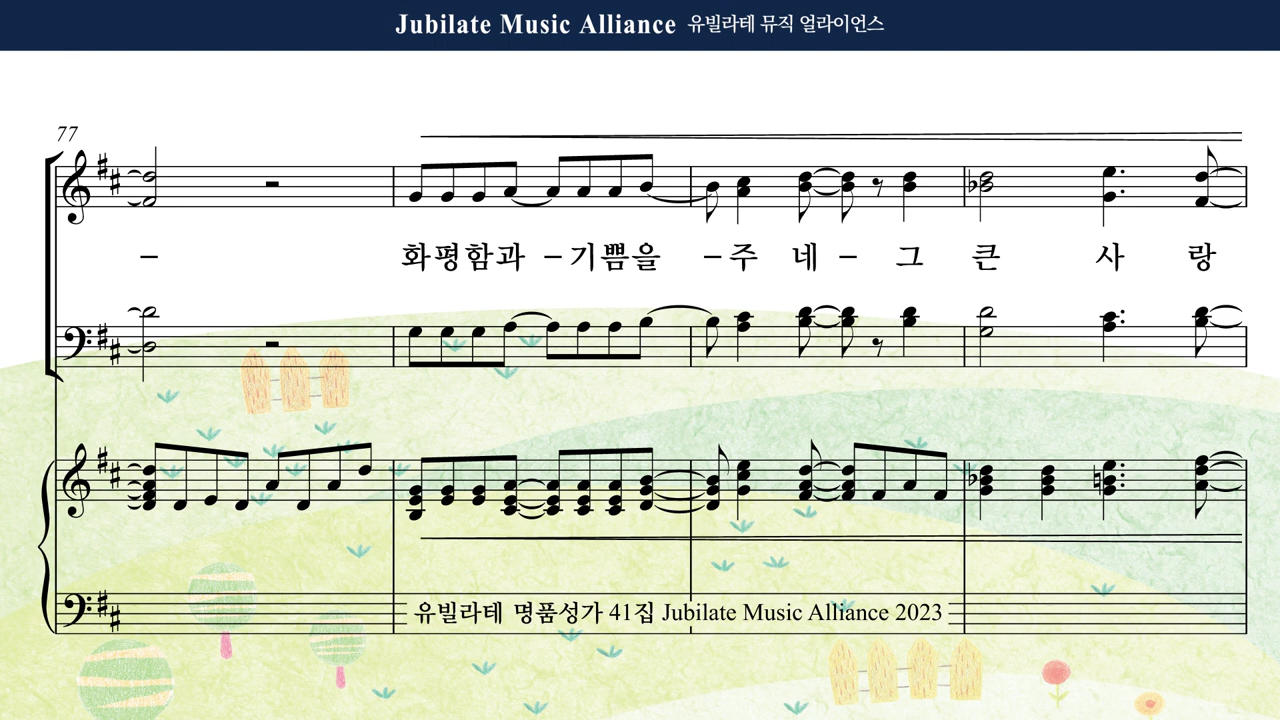 Jubilate Music Alliance 유빌라테 뮤직 얼라이언스
77
- 화평함과 - 기쁨을 - 주 네 - 그 큰 사 랑
유빌라테 명품성가 41집 Jubilate Music Alliance 2023